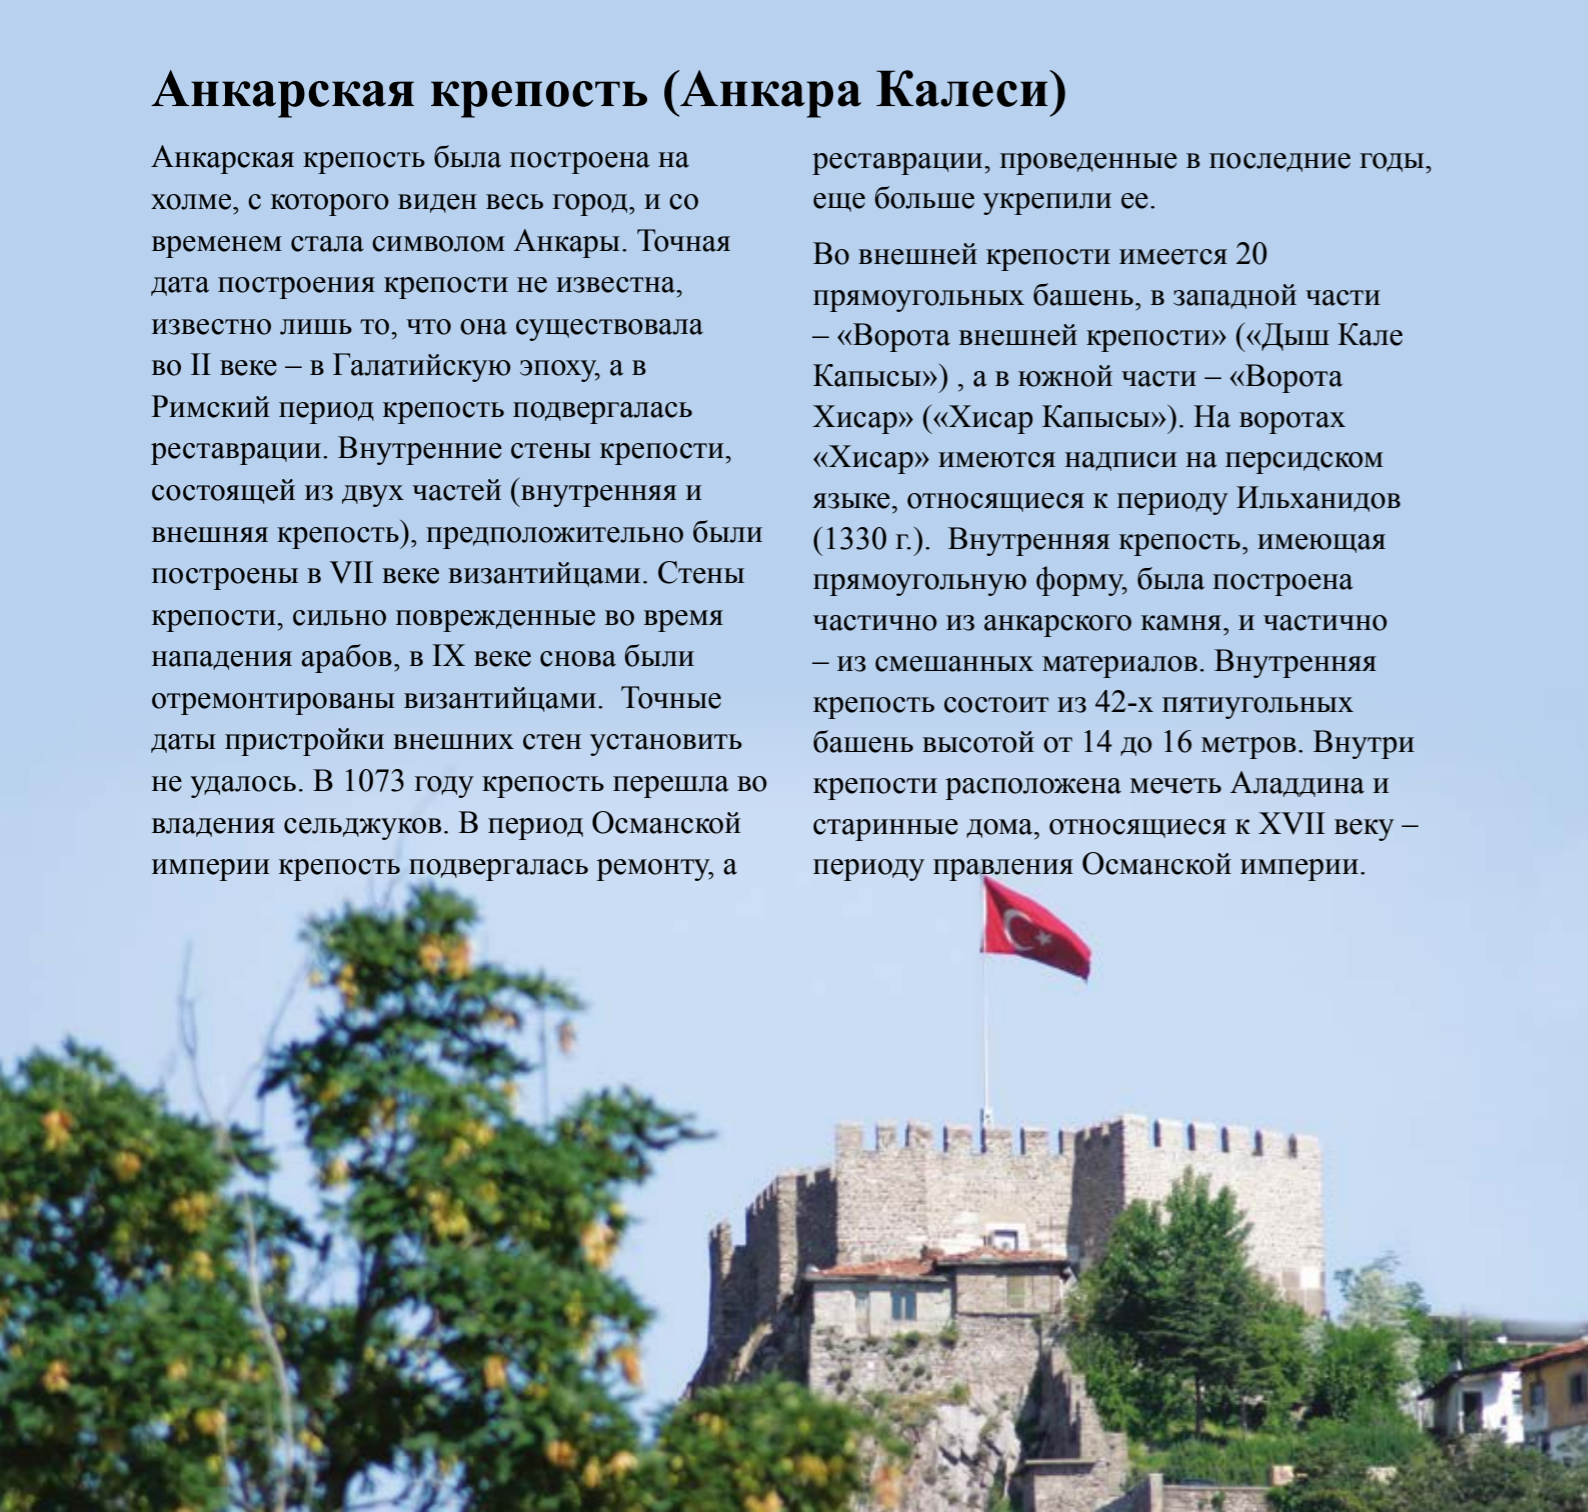 Анкарская крепость (Анкара Калеси)
Анкарская крепость была построена на
холме, с которого виден весь город, и со
временем стала символом Анкары. Точная
дата построения крепости не известна,
известно лишь то, что она существовала
во II веке – в Галатийскую эпоху, а в
Римский период крепость подвергалась
реставрации. Внутренние стены крепости,
состоящей из двух частей (внутренняя и
внешняя крепость), предположительно были
построены в VII веке византийцами. Стены
крепости, сильно поврежденные во время
нападения арабов, в IX веке снова были
отремонтированы византийцами.  Точные
даты пристройки внешних стен установить
не удалось. В 1073 году крепость перешла во
владения сельджуков. В период Османской
империи крепость подвергалась ремонту, а
реставрации, проведенные в последние годы,
еще больше укрепили ее.
Во внешней крепости имеется 20
прямоугольных башень, в западной части
– «Ворота внешней крепости» («Дыш Кале
Капысы») , а в южной части – «Ворота
Хисар» («Хисар Капысы»). На воротах
«Хисар» имеются надписи на персидском
языке, относящиеся к периоду Ильханидов
(1330 г.).  Внутренняя крепость, имеющая
прямоугольную форму, была построена
частично из анкарского камня, и частично
– из смешанных материалов. Внутренняя
крепость состоит из 42-х пятиугольных
башень высотой от 14 до 16 метров. Внутри
крепости расположена мечеть Аладдина и
старинные дома, относящиеся к XVII веку –
периоду правления Османской империи.